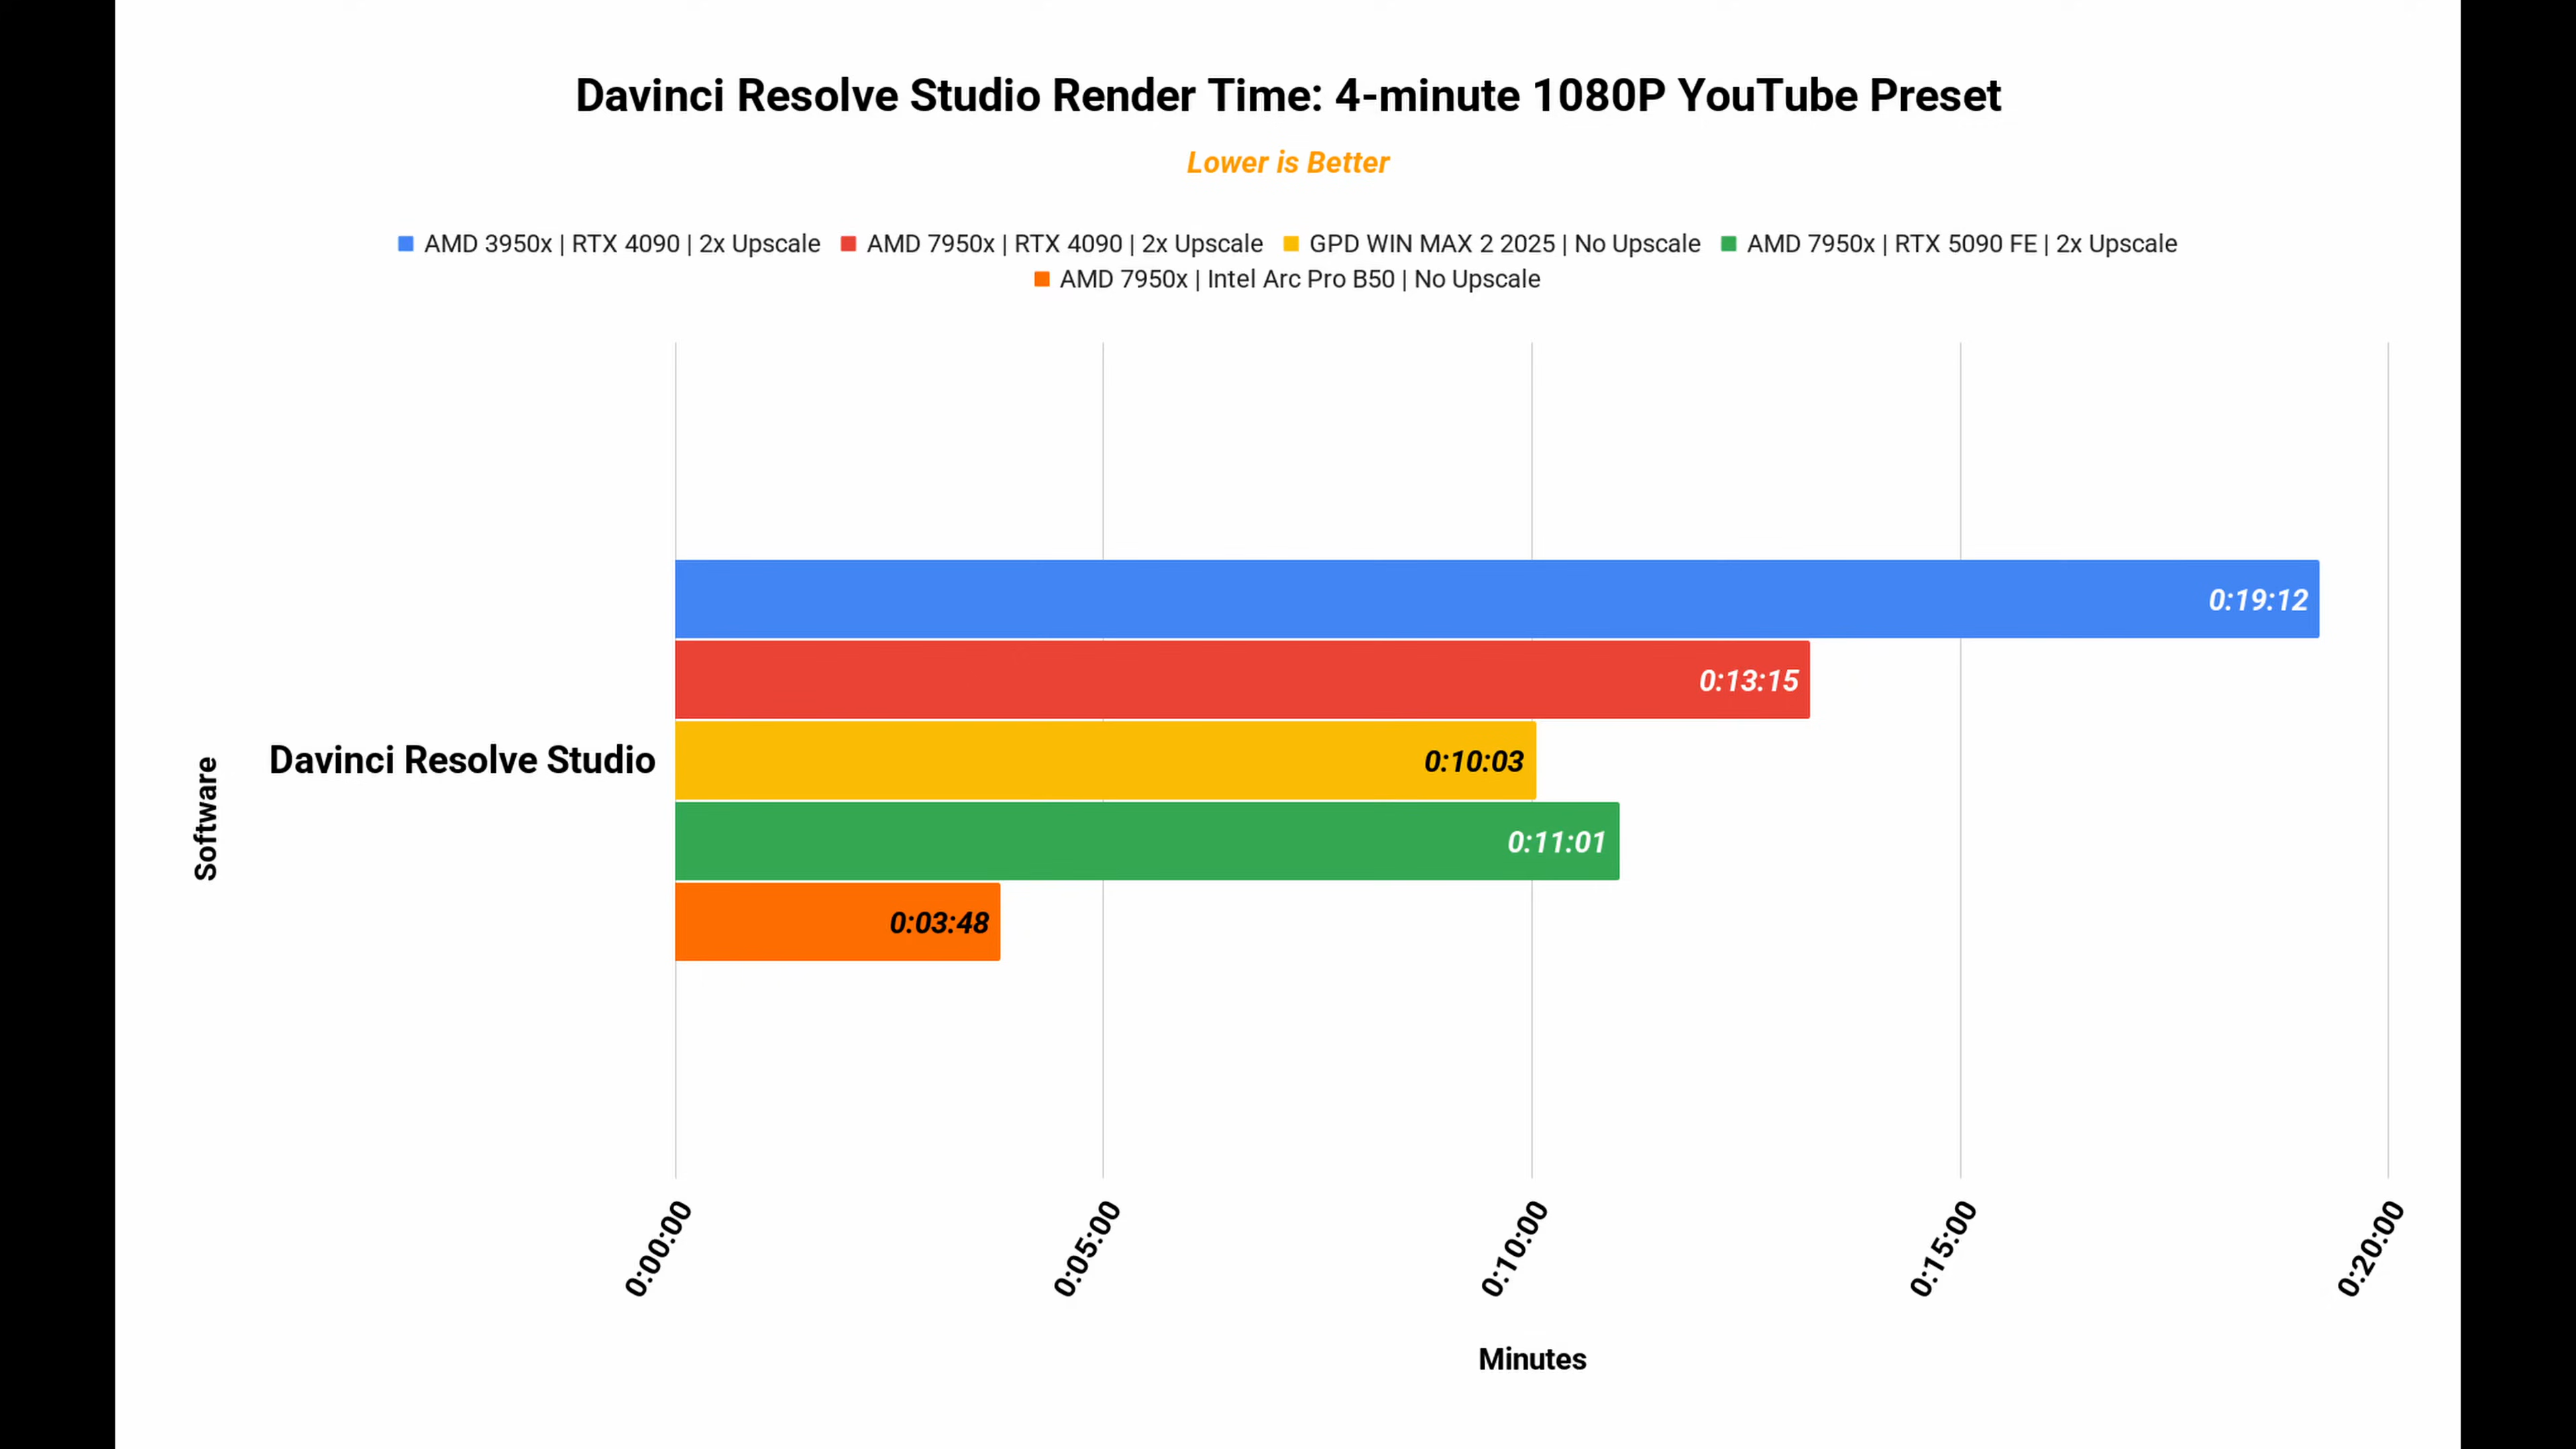 Davinci Resolve Studio Render Time: 4-minute 1080P YouTube Preset
Lower is Better
AMD 3950x | RTX 4090 | 2x Upscale AMD 7950x | RTX 4090 | 2x Upscale GPD WIN MAX 2 2025 | No Upscale AMD 7950x | RTX 5090 FE | 2x Upscale
AMD 7950x | Intel Arc Pro B50 | No Upscale
0:19:12
0:13:15
Software
Davinci Resolve Studio
0:10:03
0:11:01
0:03:48
0:00:00 0:05:00 0:10:00 0:15:00 0:20:00
Minutes